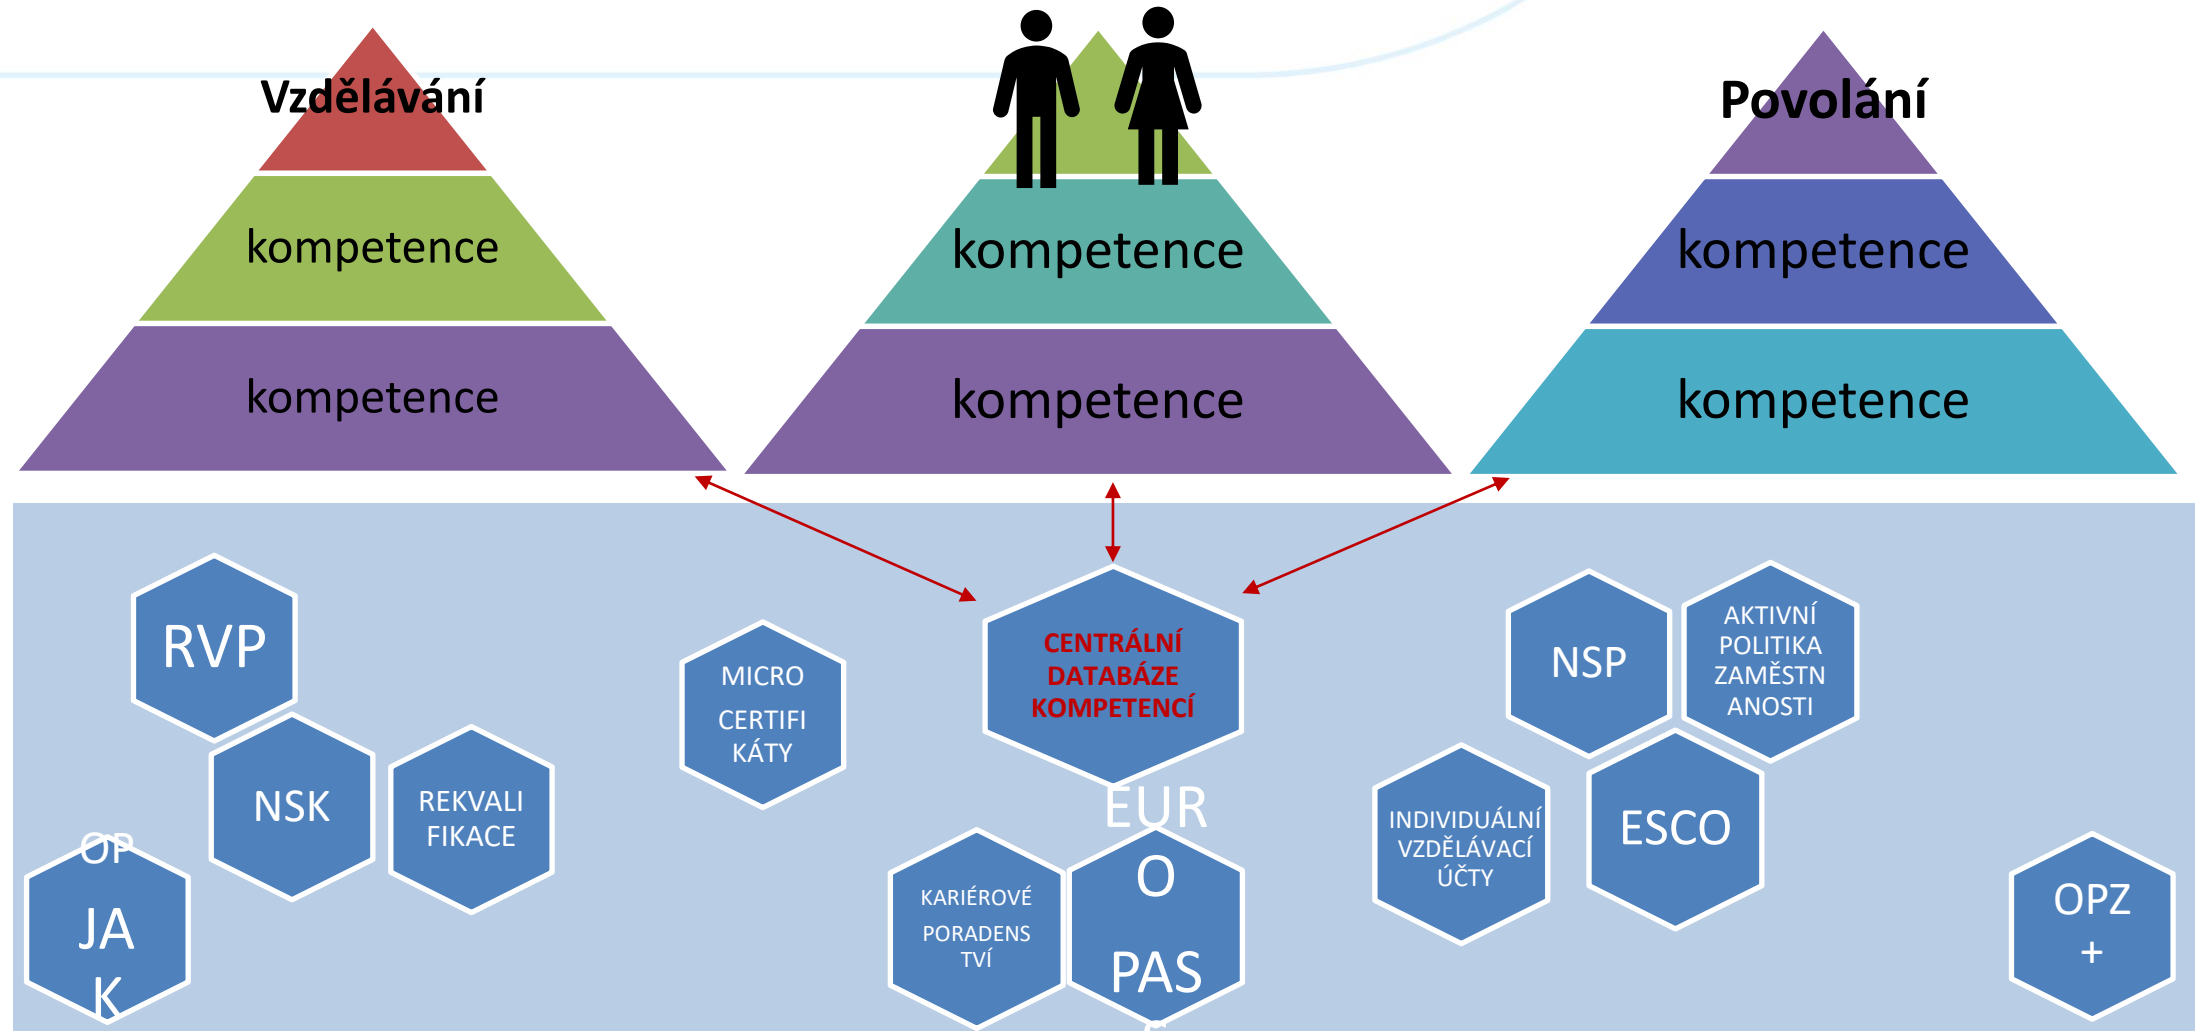 Vzdělávání
kompetence
kompetence
kompetence
kompetence
Povolání
kompetence
kompetence
RVP
NSK
REKVALI
FIKACE
OP
JA
K
MICRO
CERTIFI
KÁTY
CENTRÁLNÍ
DATABÁZE
KOMPETENCÍ
KARIÉROVÉ
PORADENS
TVÍ
EUR
O
PAS
NSP
AKTIVNÍ
POLITIKA
ZAMĚSTN
ANOSTI
INDIVIDUÁLNÍ
VZDĚLÁVACÍ
ÚČTY
ESCO
OPZ
+